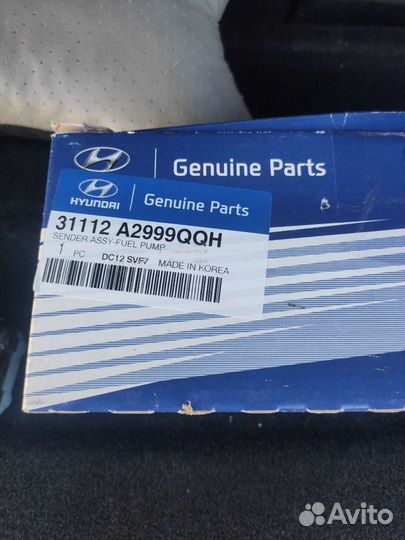 Genuine Parts
HYUNDAI
Genuine Parts
31112 A2999QQH
SENDER ASSY-FUEL PUMP
1 PC DC12 SVF7 MADE IN KOREA
Avito